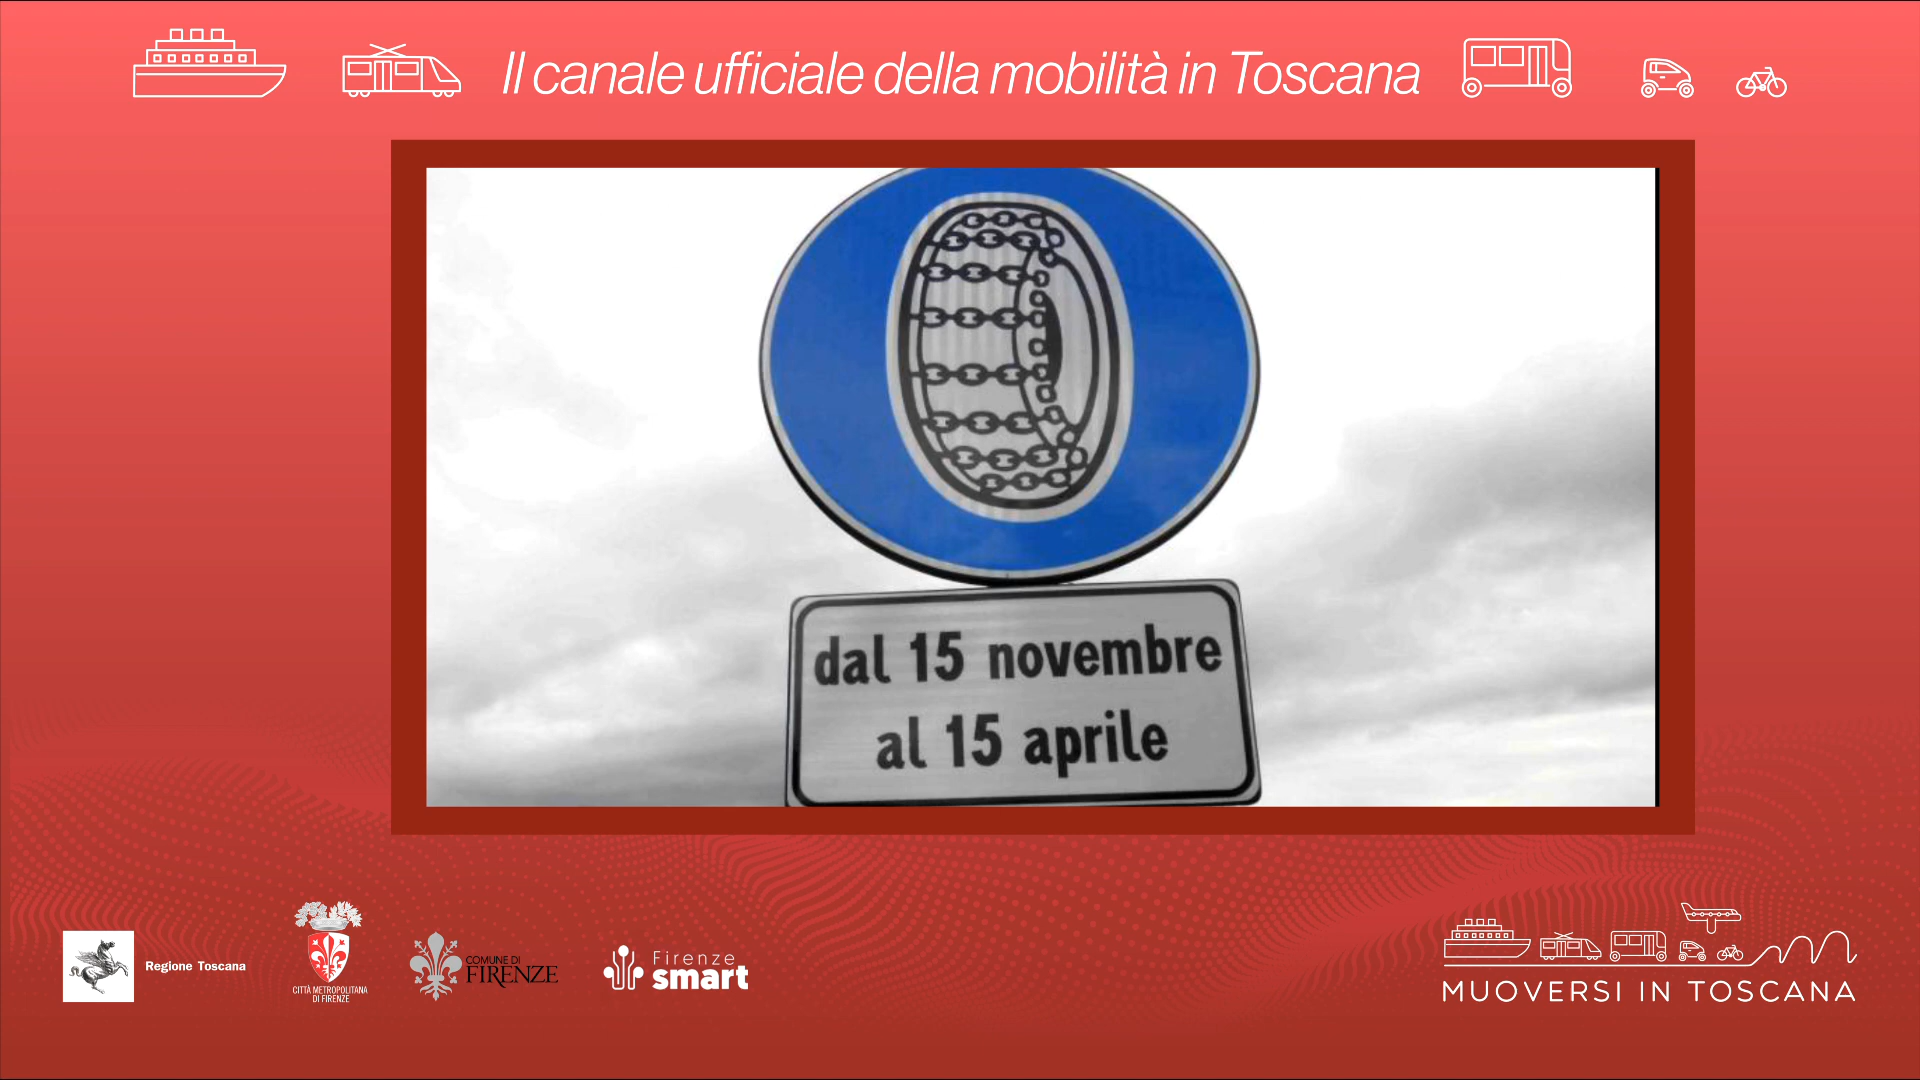 Il canale ufficiale della mobilità in Toscana
dal 15 novembre
al 15 aprile
Regione Toscana
CITTÀ METROPOLITANA
DI FIRENZE
COMUNE DI
FIRENZE
Firenze
smart
MUOVERSI IN TOSCANA